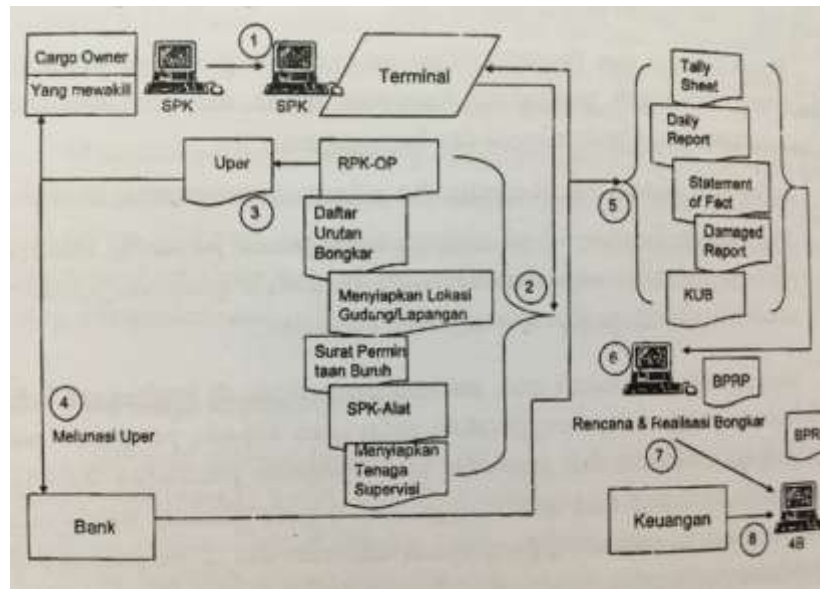 Cargo Owner
Yang mewakili
SPK
1
SPK
Terminal
Uper
3
RPK-OP
Daftar
Urutan
Bongkar
Menyiapkan Lokasi
Gudang/Lapangan
2
Surat Permin
taan Buruh
SPK-Alat
Menyiapkan
Tenaga
Supervisi
4
Melunasi Uper
Bank
5
Tally
Sheet
Daily
Report
Statement
of Fact
Damaged
Report
KUB
6
BPRP
Rencana & Realisasi Bongkar
BPR
7
Keuangan
8
4B